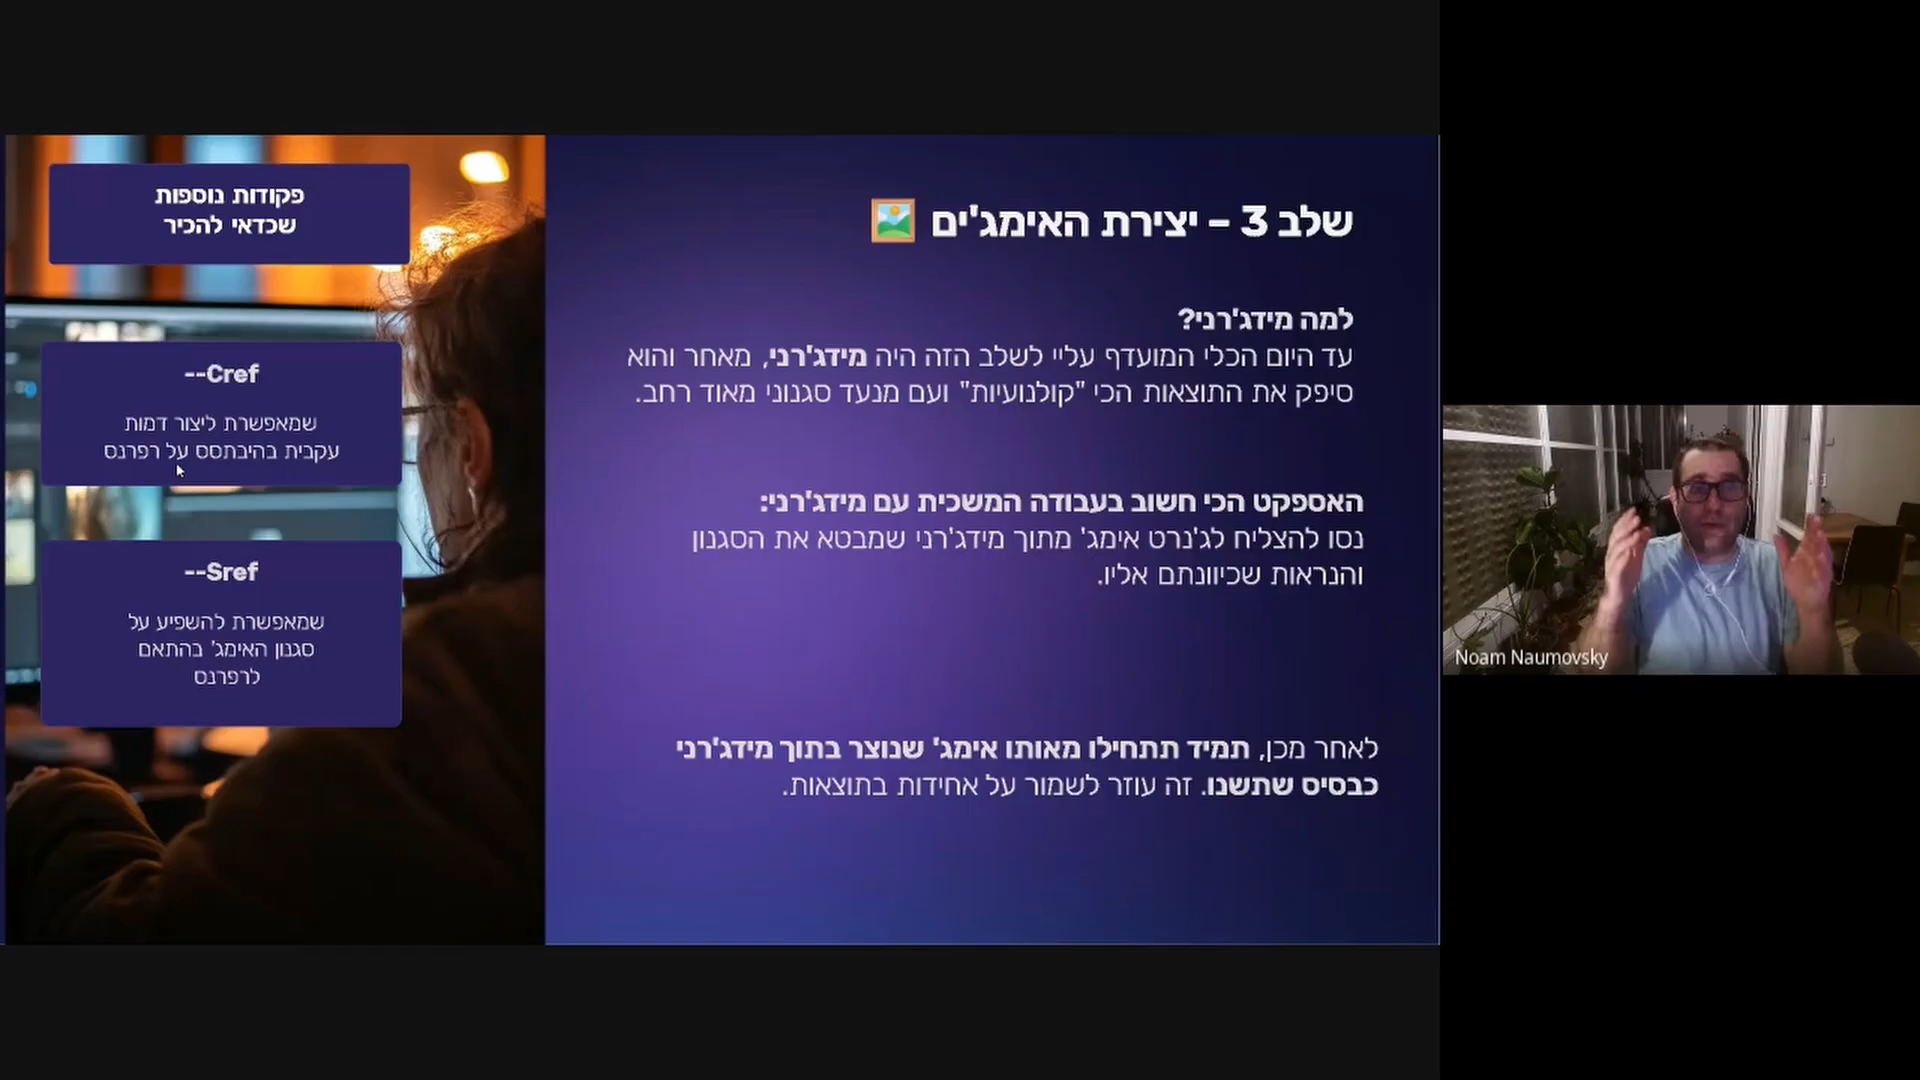 שלב 3 – יצירת האימג'ים
למה מידג'רני?
עד היום הכלי המועדף עליי לשלב הזה היה מידג'רני, מאחר והוא
סיפק את התוצאות הכי "קולנועיות" ועם מנעד סגנוני מאוד רחב.
האספקט הכי חשוב בעבודה המשכית עם מידג'רני:
נסו להצליח לג'נרט אימג' מתוך מידג'רני שמבטא את הסגנון
והנראות שכיוונתם אליו.
לאחר מכן, תמיד תתחילו מאותו אימג' שנוצר בתוך מידג'רני
כבסיס שתשנו. זה עוזר לשמור על אחידות בתוצאות.
פקודות נוספות
שכדאי להכיר
--Cref
שמאפשרת ליצור דמות
עקבית בהיבתסס על רפרנס
--Sref
שמאפשרת להשפיע על
סגנון האימג' בהתאם
לרפרנס
Noam Naumovsky